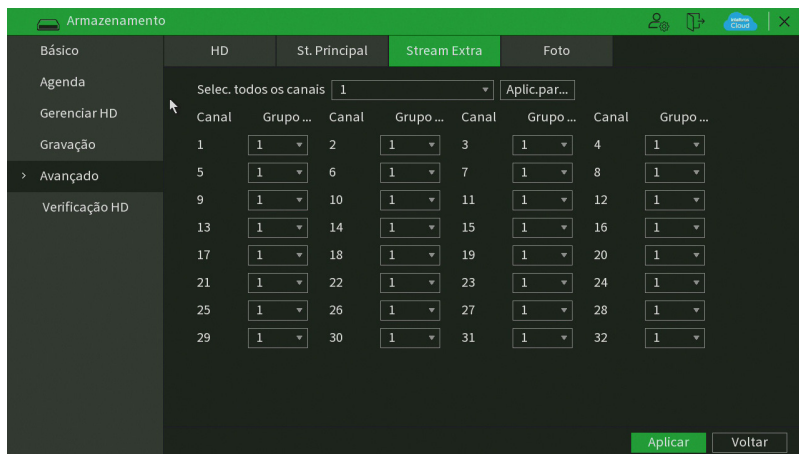 Armazenamento
intelbras Cloud
Básico
Agenda
Gerenciar HD
Gravação
Avançado
Verificação HD
HD St. Principal Stream Extra Foto
Selec. todos os canais 1 Aplic.par...
Canal Grupo ... Canal Grupo ... Canal Grupo ... Canal Grupo ...
1 1 2 1 3 1 4 1
5 1 6 1 7 1 8 1
9 1 10 1 11 1 12 1
13 1 14 1 15 1 16 1
17 1 18 1 19 1 20 1
21 1 22 1 23 1 24 1
25 1 26 1 27 1 28 1
29 1 30 1 31 1 32 1
Aplicar Voltar